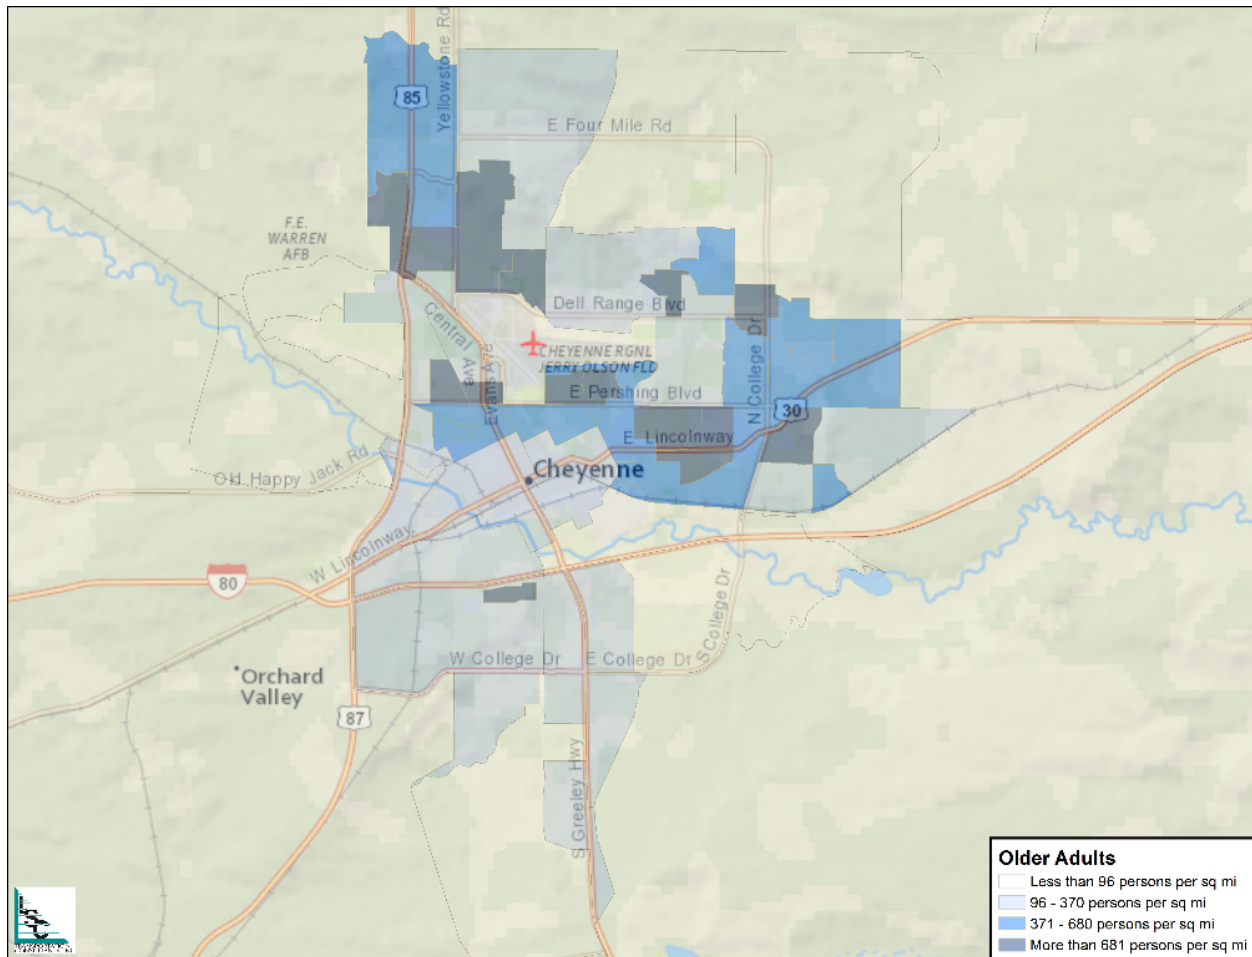 Yellowstone Rd
85
E Four Mile Rd
F.E.
WARREN
AFB
Dell Range Blvd
Central Ave
Evans Ave
CHEYENNE RGNL
JERRY OLSON FLD
E Pershing Blvd
N College Dr
30
E Lincolnway
Cheyenne
Old Happy Jack Rd
W Lincolnway
80
S College Dr
W College Dr
E College Dr
Orchard
Valley
87
S Greeley Hwy
Older Adults
Less than 96 persons per sq mi
96 - 370 persons per sq mi
371 - 680 persons per sq mi
More than 681 persons per sq mi